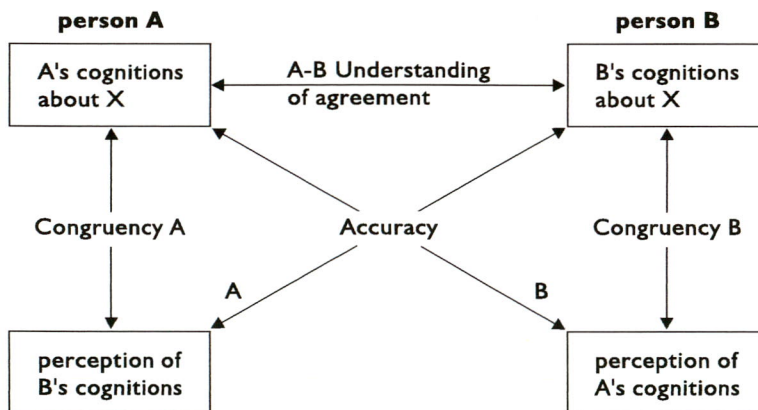 person A
person B
A's cognitions
about X
A-B Understanding
of agreement
B's cognitions
about X
Congruency A
Accuracy
Congruency B
A
B
perception of
B's cognitions
perception of
A's cognitions